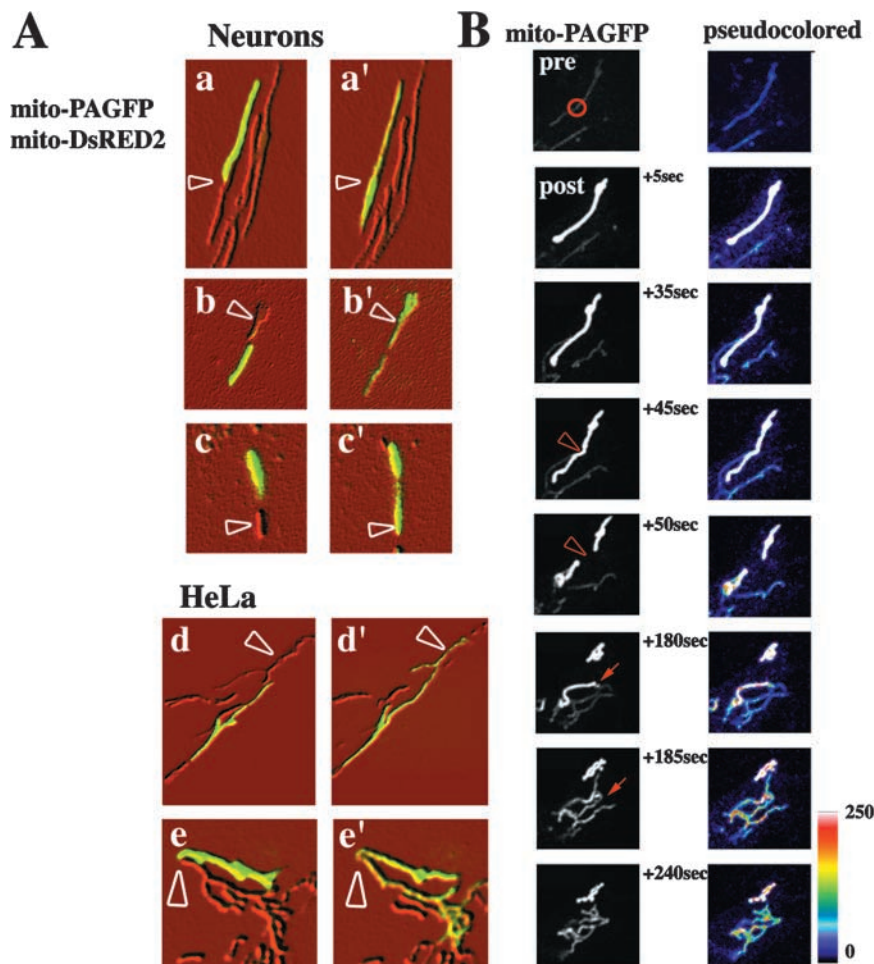 A
Neurons
mito-PAGFP
mito-DsRED2
a
a'
b
b'
c
c'
HeLa
d
d'
e
e'
B
mito-PAGFP
pseudocolored
pre
post
+5sec
+35sec
+45sec
+50sec
+180sec
+185sec
+240sec
250
0